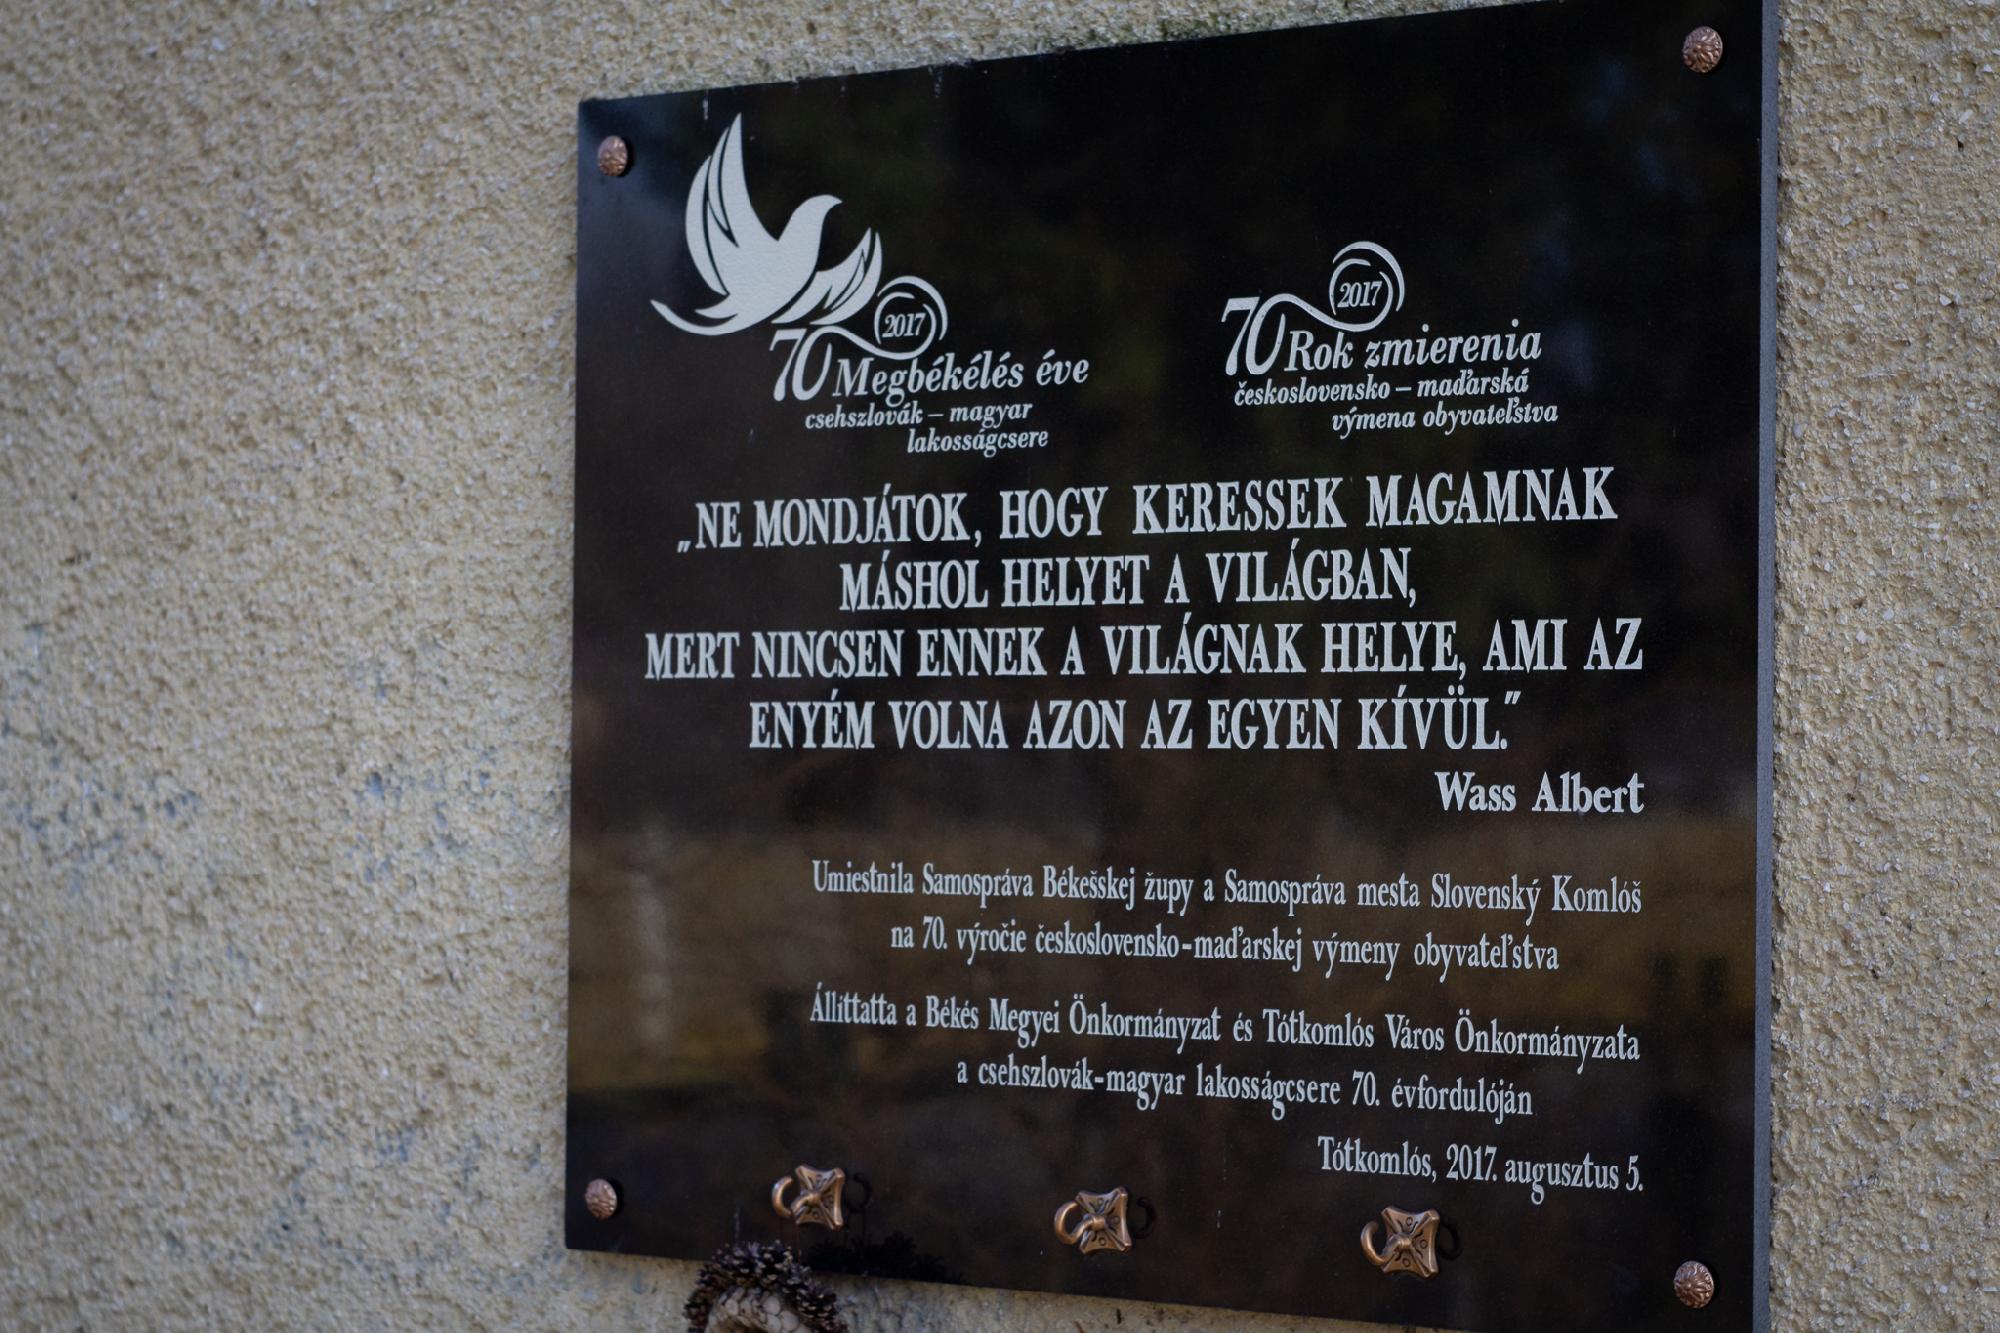 2017
70 Megbékélés éve
csehszlovák – magyar
lakosságcsere
2017
70 Rok zmierenia
československo – maďarská
výmena obyvateľstva
„NE MONDJÁTOK, HOGY KERESSEK MAGAMNAK
MÁSHOL HELYET A VILÁGBAN,
MERT NINCSEN ENNEK A VILÁGNAK HELYE, AMI AZ
ENYÉM VOLNA AZON AZ EGYEN KÍVÜL.”
Wass Albert
Umiestnila Samospráva Békešskej župy a Samospráva mesta Slovenský Komlóš
na 70. výročie československo-maďarskej výmeny obyvateľstva
Állíttatta a Békés Megyei Önkormányzat és Tótkomlós Város Önkormányzata
a csehszlovák-magyar lakosságcsere 70. évfordulóján
Tótkomlós, 2017. augusztus 5.